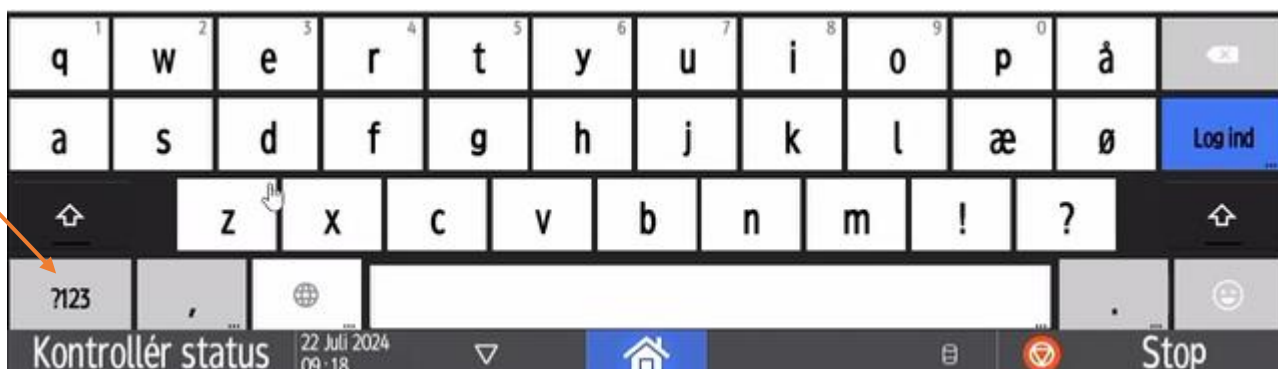 q 1 w 2 e 3 r 4 t 5 y 6 u 7 i 8 o 9 p 0 å
a s d f g h j k l æ ø Log ind ...
z x c v b n m ! ?
?123 , ... ... ... . ...
Kontrollér status 22 Juli 2024 Stop
09:18